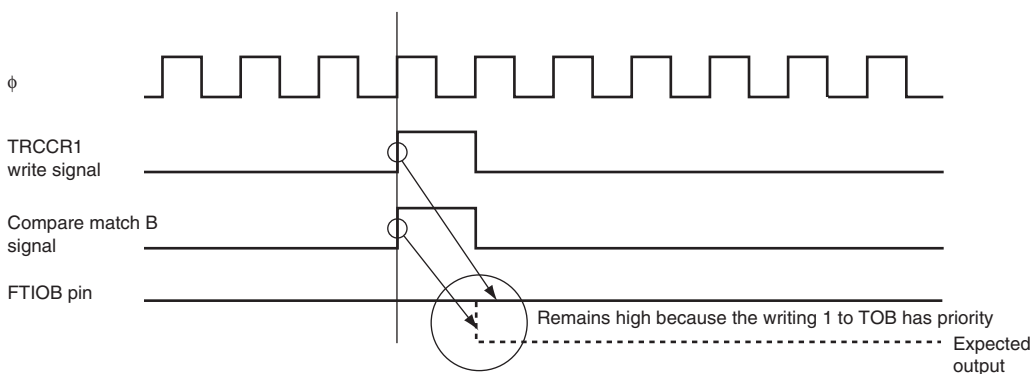 ϕ
TRCCR1
write signal
Compare match B
signal
FTIOB pin
Remains high because the writing 1 to TOB has priority
Expected
output